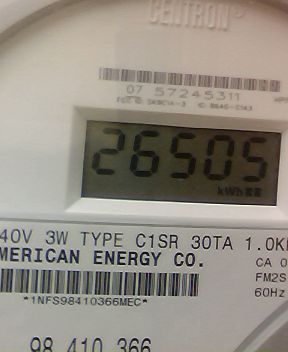 CENTRON
07 57245311
26505
kWh
40V 3W TYPE C1SR 30TA 1.0K
MERICAN ENERGY CO.
CA 0
FM2S
60Hz
*1NFS98410366MEC*
98 410 366